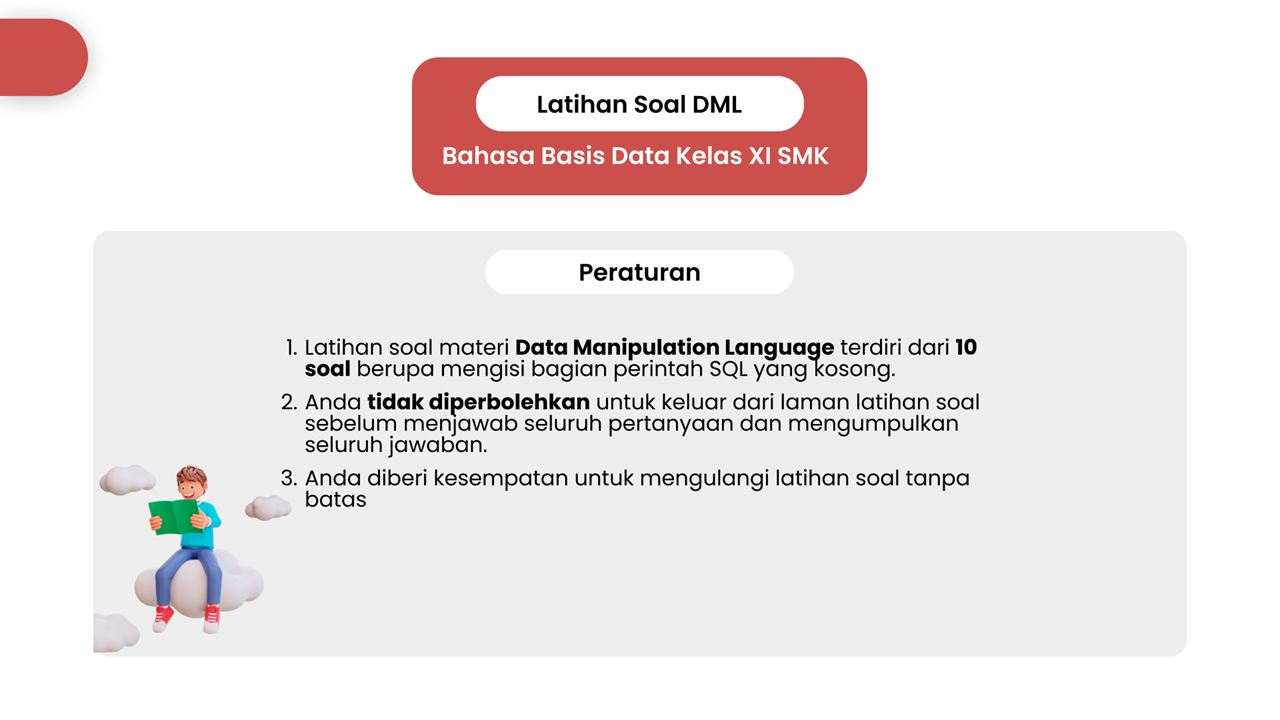 Latihan Soal DML
Bahasa Basis Data Kelas XI SMK
Peraturan
1. Latihan soal materi Data Manipulation Language terdiri dari 10
soal berupa mengisi bagian perintah SQL yang kosong.
2. Anda tidak diperbolehkan untuk keluar dari laman latihan soal
sebelum menjawab seluruh pertanyaan dan mengumpulkan
seluruh jawaban.
3. Anda diberi kesempatan untuk mengulangi latihan soal tanpa
batas